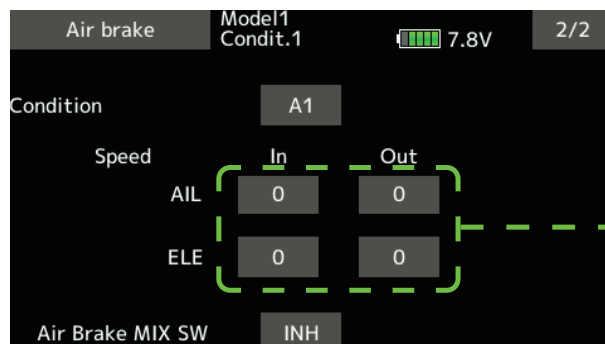 Air brake Model1 2/2
Condit.1 7.8V
Condition A1
Speed In Out
AIL 0 0
ELE 0 0
Air Brake MIX SW INH